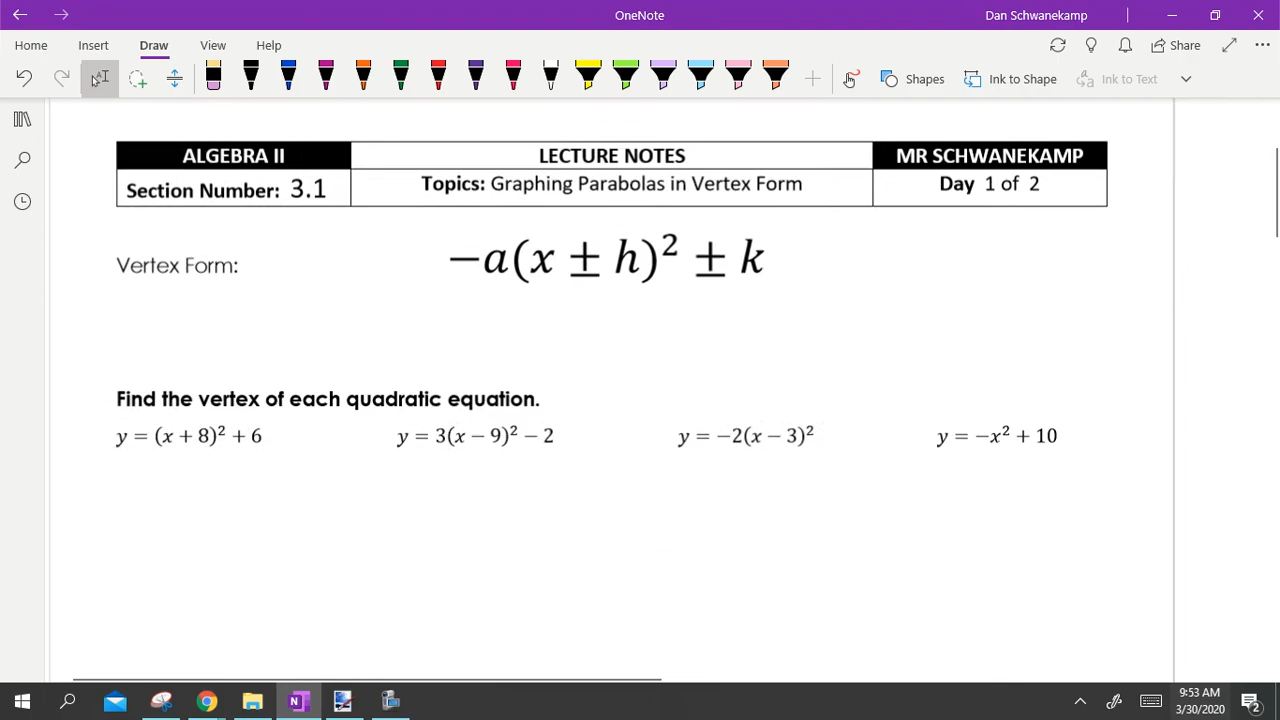 OneNote
Dan Schwanekamp
Home Insert Draw View Help
Share
Shapes
Ink to Shape
Ink to Text
ALGEBRA II
LECTURE NOTES
MR SCHWANEKAMP
Section Number: 3.1
Topics: Graphing Parabolas in Vertex Form
Day 1 of 2
Vertex Form:
−a(x ± h)² ± k
Find the vertex of each quadratic equation.
y = (x + 8)² + 6
y = 3(x − 9)² − 2
y = −2(x − 3)²
y = −x² + 10
9:53 AM
3/30/2020
2